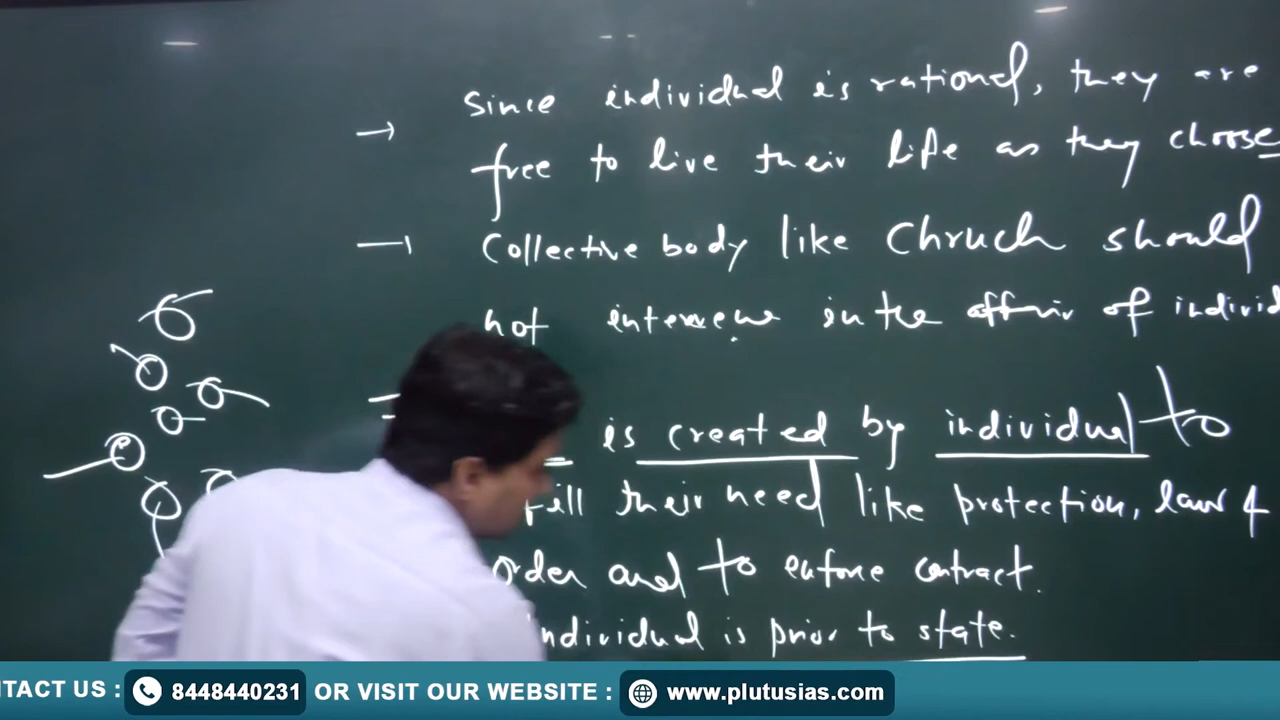 → Since individual is rational, they are
free to live their life as they choose
→ Collective body like Chruch should
not intervene in the affair of individ
is created by individual to
fill their need like protection, law &
order and to enforce contract.
Individual is prior to state.
NTACT US : 8448440231 OR VISIT OUR WEBSITE : www.plutusias.com